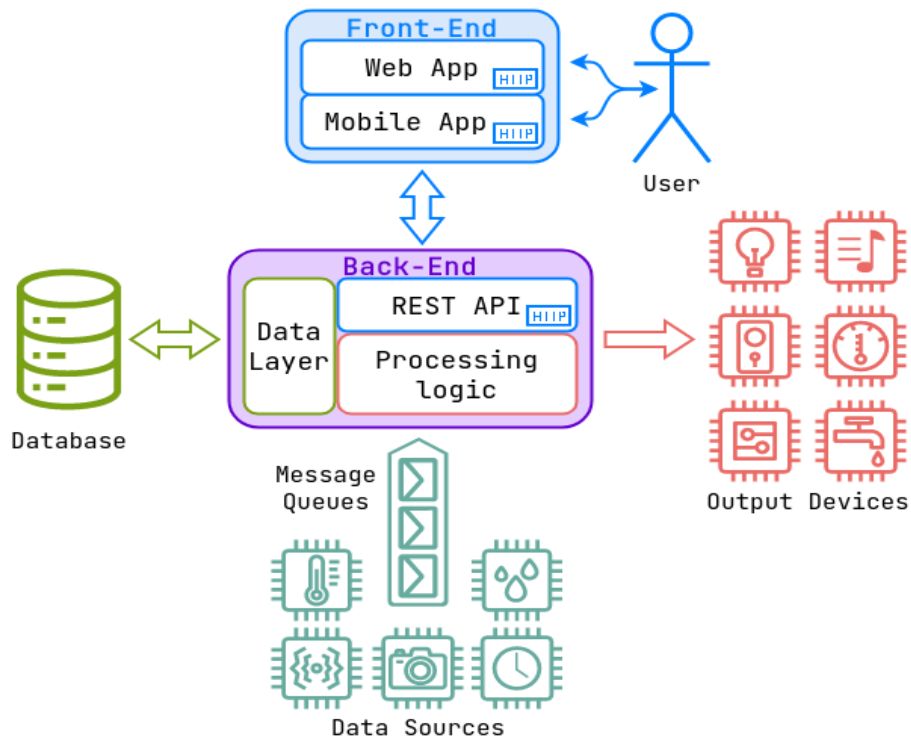 Front-End
Web App
HTTP
Mobile App
HTTP
User
Back-End
REST API
HTTP
Data
Layer
Processing
logic
Database
Message
Queues
Output Devices
Data Sources